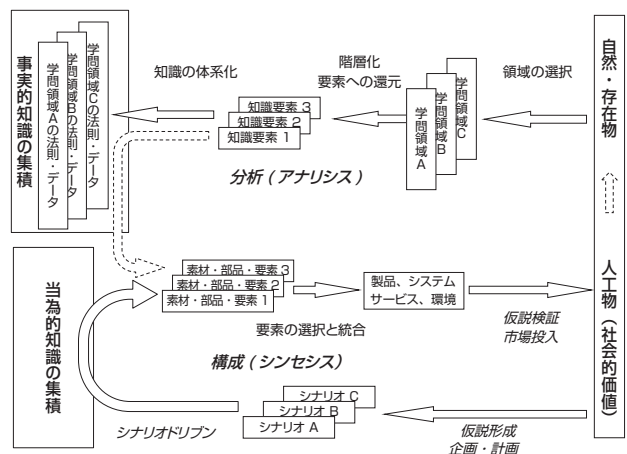 事実的知識の集積
学問領域Cの法則・データ
学問領域Bの法則・データ
学問領域Aの法則・データ
知識の体系化
知識要素 3
知識要素 2
知識要素 1
階層化
要素への還元
学問領域C
学問領域B
学問領域A
領域の選択
自然・存在物
分析 ( アナリシス )
当為的知識の集積
素材・部品・要素 3
素材・部品・要素 2
素材・部品・要素 1
要素の選択と統合
製品、システム
サービス、環境
仮説検証
市場投入
人工物（社会的価値）
構成 ( シンセシス )
シナリオ C
シナリオ B
シナリオ A
シナリオドリブン
仮説形成
企画・計画